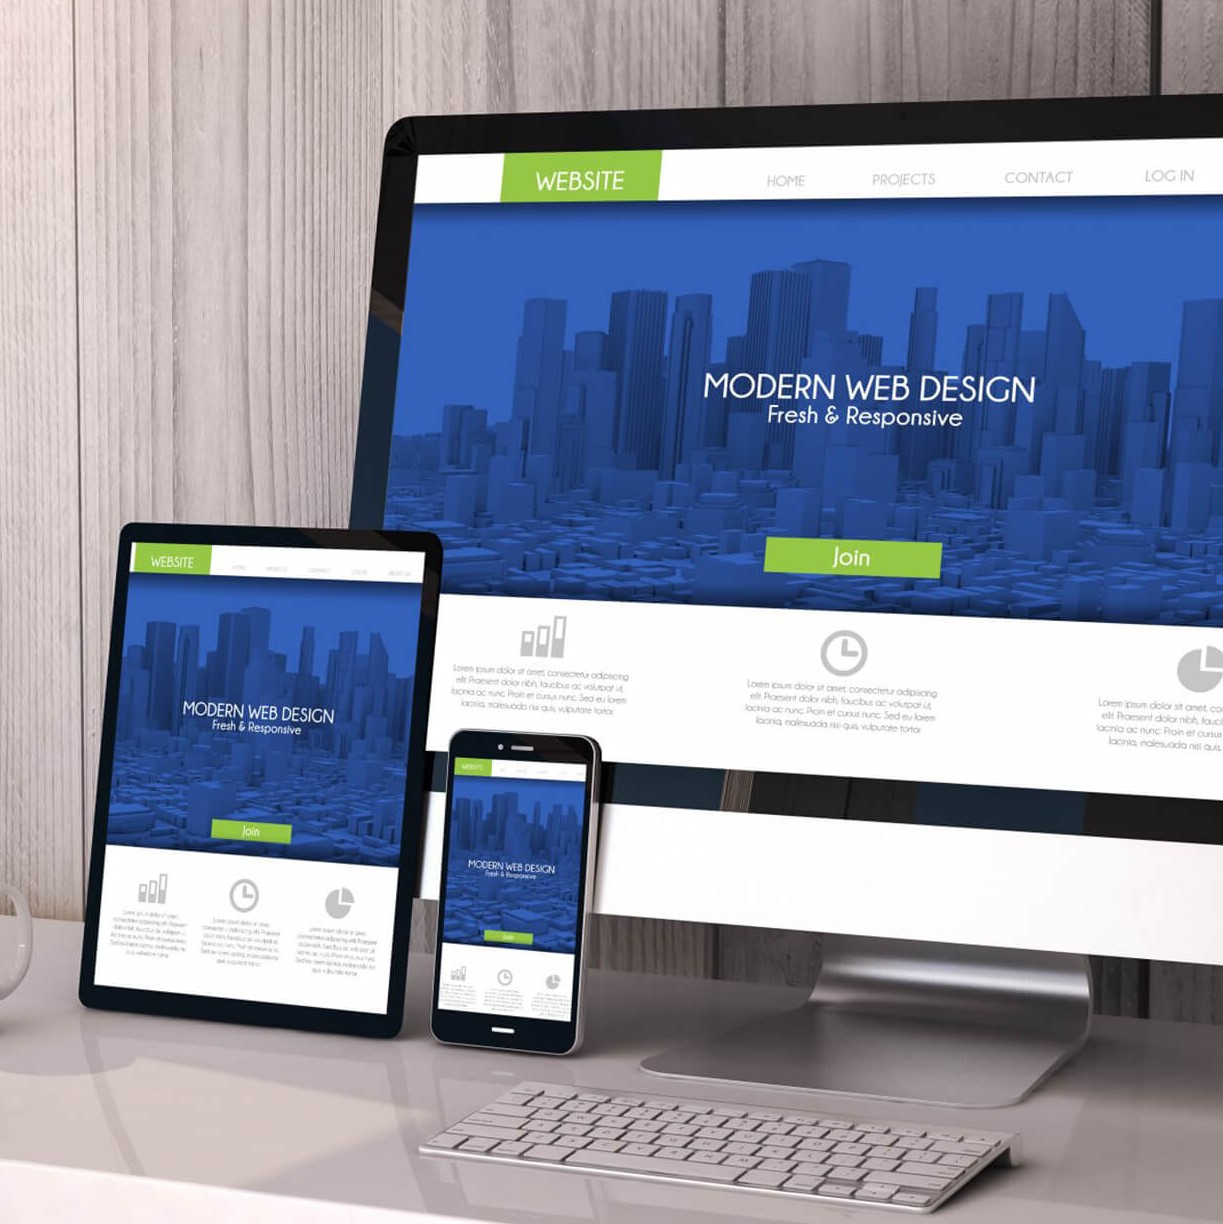 WEBSITE
HOME PROJECTS CONTACT LOG IN
MODERN WEB DESIGN
Fresh & Responsive
Join
Lorem ipsum dolor sit amet, consectetur adipiscing
elit. Praesent dolor nibh, faucibus ac volutpat ut,
lacinia ac nunc. Proin et cursus nunc. Sed eu lorem
lacinia, malesuada nisi quis, vulputate tortor.
Lorem ipsum dolor sit amet, consectetur adipiscing
elit. Praesent dolor nibh, faucibus ac volutpat ut,
lacinia ac nunc. Proin et cursus nunc. Sed eu lorem
lacinia, malesuada nisi quis, vulputate tortor.
Lorem ipsum dolor sit amet, co
elit. Praesent dolor nibh, fauci
lacinia ac nunc. Proin et cursus
lacinia, malesuada nisi quis,
WEBSITE
HOME PROJECTS CONTACT
MODERN WEB DESIGN
Fresh & Responsive
Join
WEBSITE
MODERN WEB DESIGN
Fresh & Responsive
Join